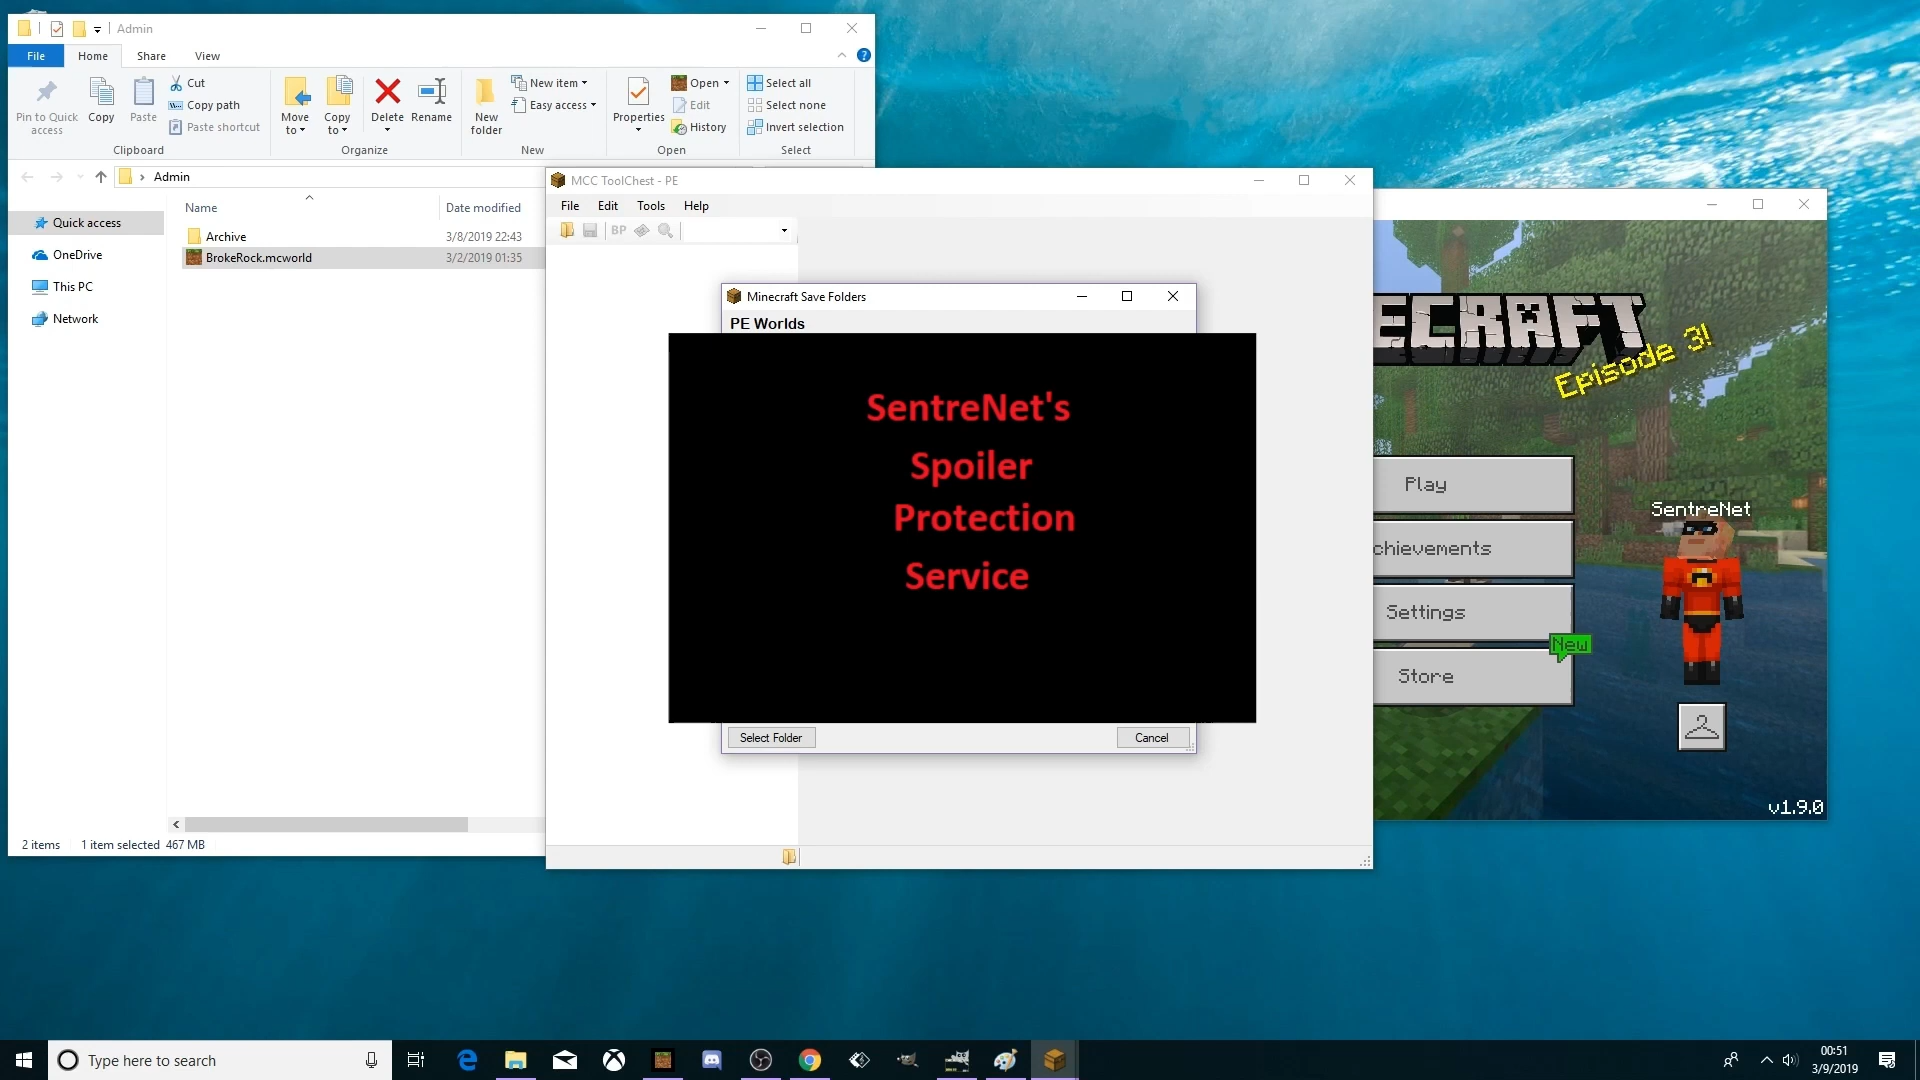 Admin
File
Home
Share
View
Pin to Quick
access
Copy
Paste
Cut
Copy path
Paste shortcut
Clipboard
Move
to
Copy
to
Delete
Rename
Organize
New
folder
New item
Easy access
New
Properties
Open
Edit
History
Open
Select all
Select none
Invert selection
Select
Admin
Name
Date modified
Quick access
OneDrive
This PC
Network
Archive
3/8/2019 22:43
BrokeRock.mcworld
3/2/2019 01:35
2 items
1 item selected 467 MB
MCC ToolChest - PE
File
Edit
Tools
Help
BP
Minecraft Save Folders
PE Worlds
SentreNet's
Spoiler
Protection
Service
Select Folder
Cancel
ECRAFT
Episode 3!
Play
chievements
Settings
New
Store
SentreNet
v1.9.0
Type here to search
00:51
3/9/2019